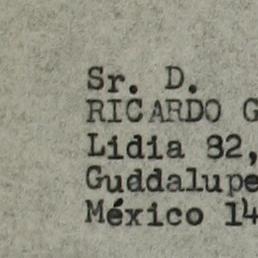 Sr. D.
RICARDO G
Lidia 82,
Guddalupe
México 14